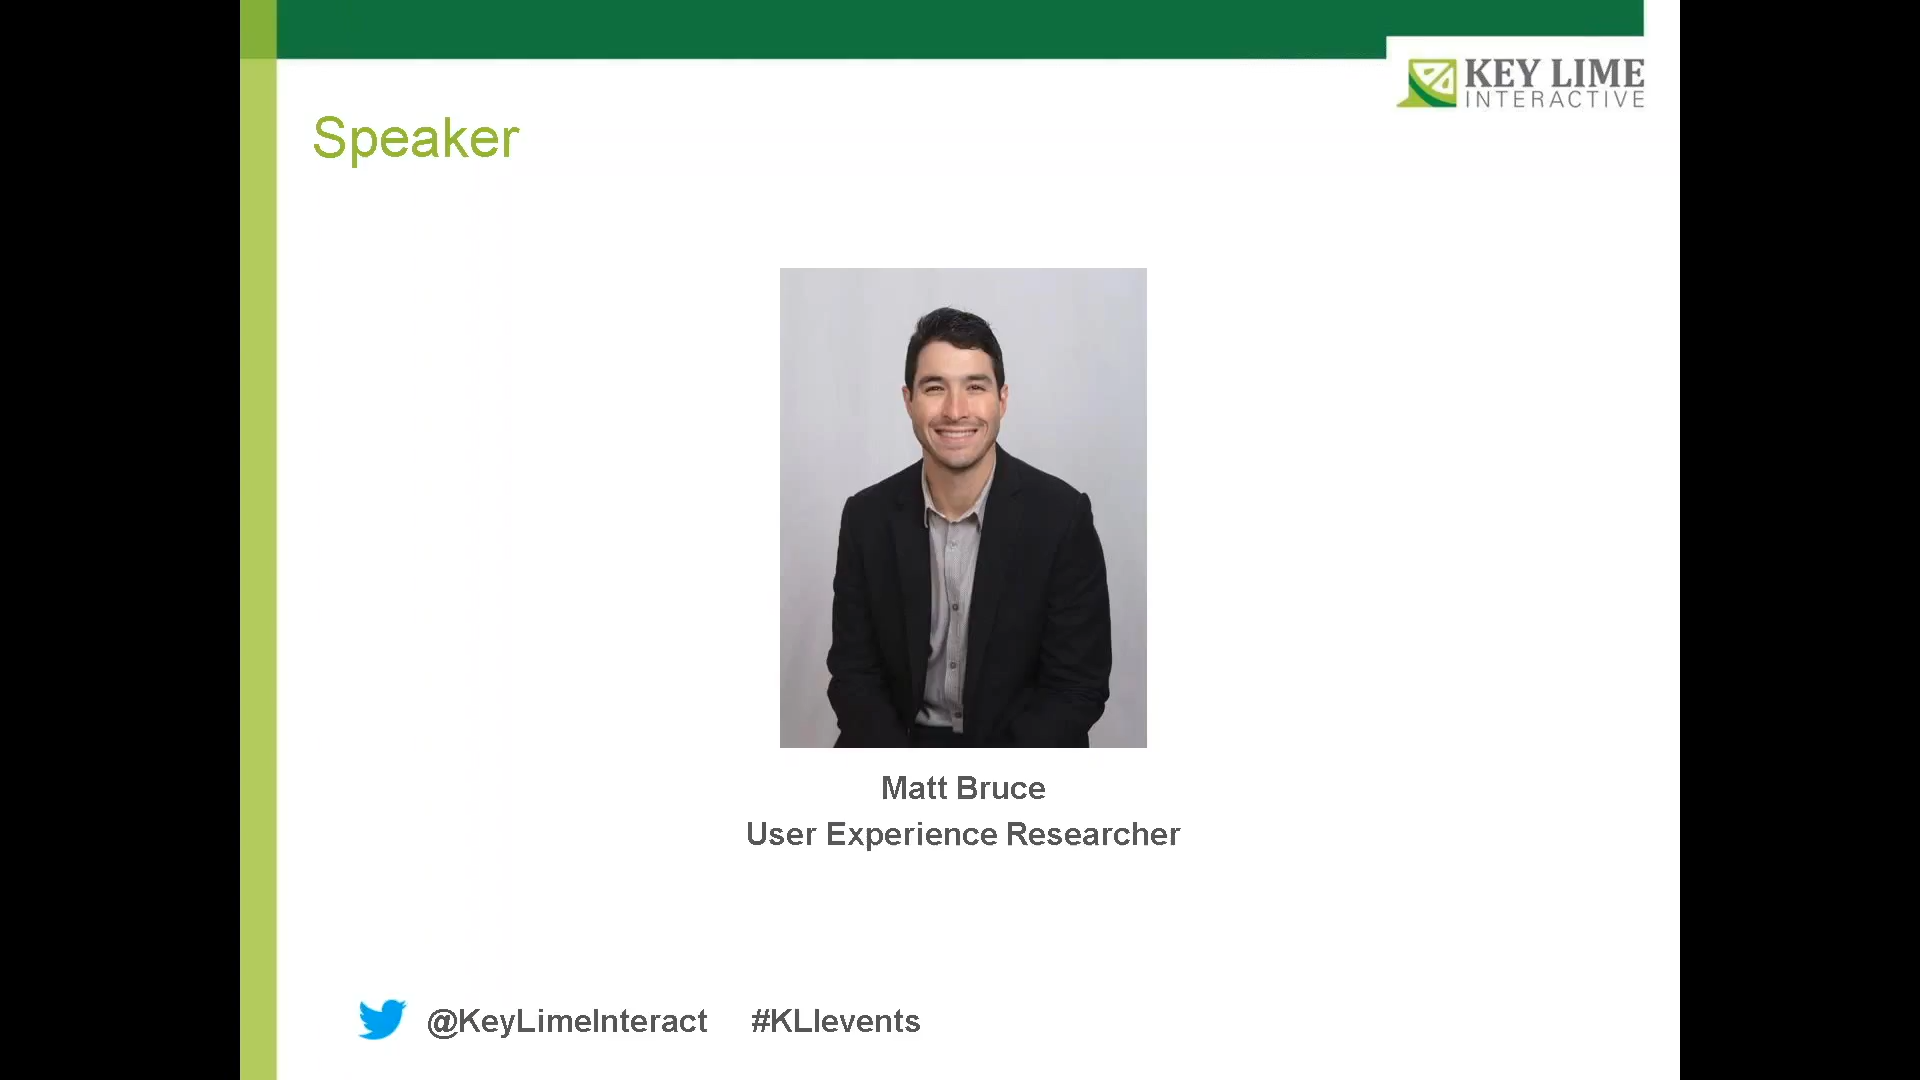 KEY LIME
INTERACTIVE
Speaker
Matt Bruce
User Experience Researcher
@KeyLimeInteract #KLIevents